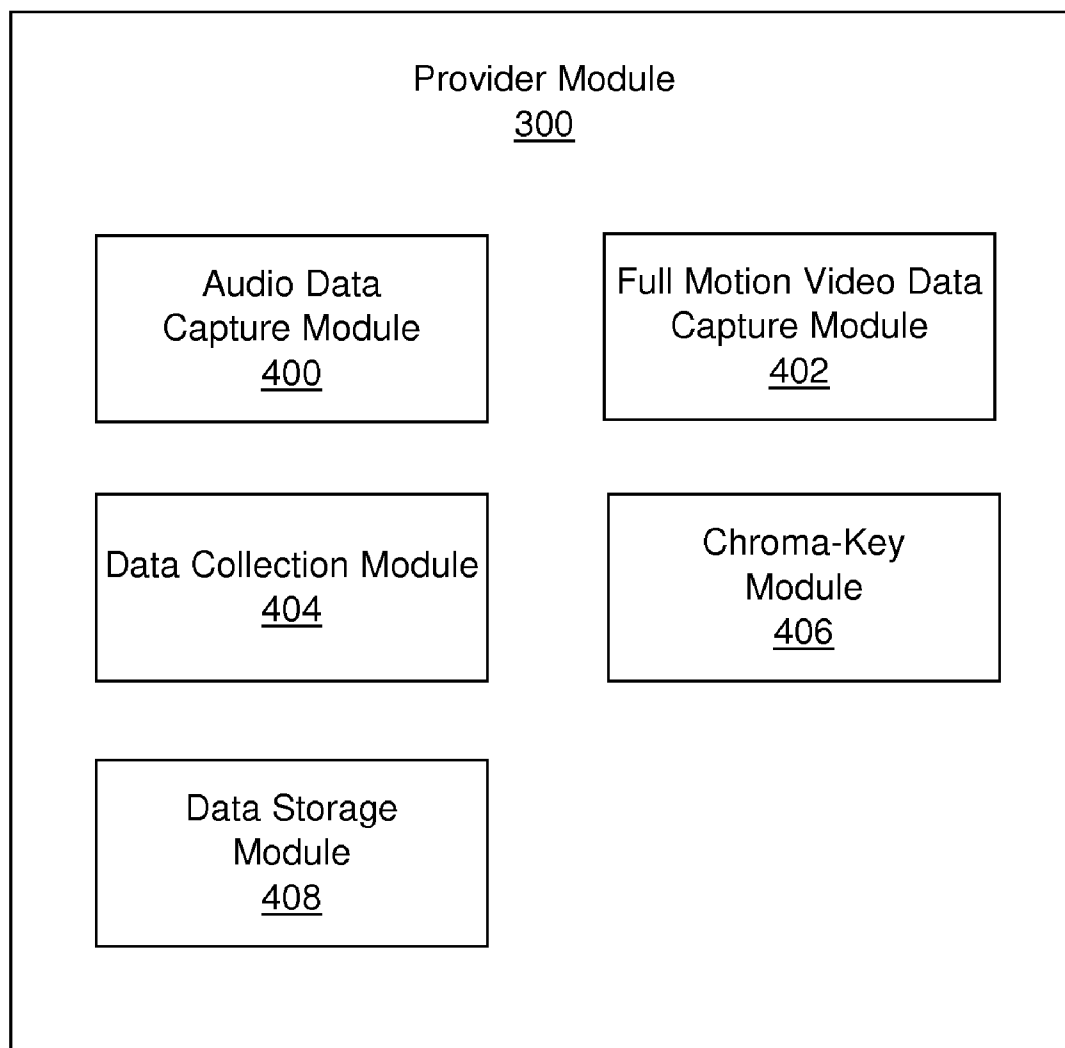 Provider Module
300
Audio Data
Capture Module
400
Full Motion Video Data
Capture Module
402
Data Collection Module
404
Chroma-Key
Module
406
Data Storage
Module
408